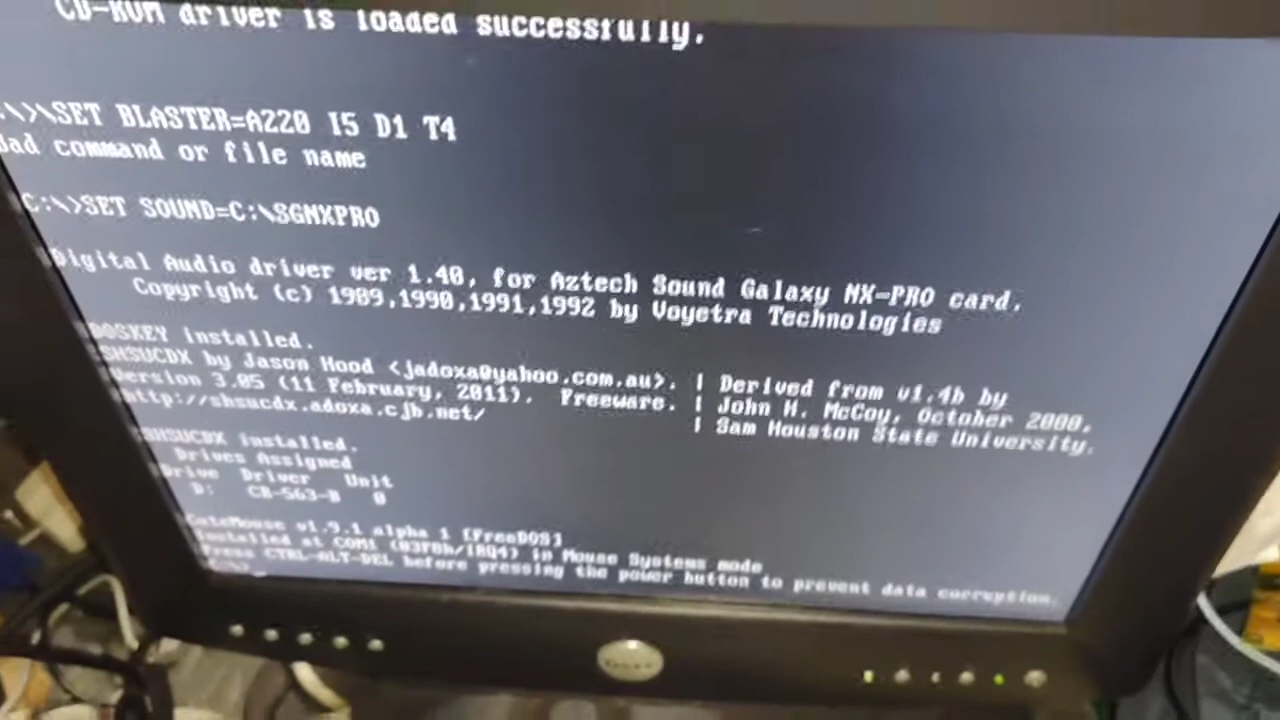 CD-ROM driver is loaded successfully.
:\>\SET BLASTER=A220 I5 D1 T4
Bad command or file name
C:\>SET SOUND=C:\SGNXPRO
Digital Audio driver ver 1.40, for Aztech Sound Galaxy NX-PRO card.
Copyright (c) 1989,1990,1991,1992 by Voyetra Technologies
DOSKEY installed.
SHSUCDX by Jason Hood <jadoxa@yahoo.com.au>. | Derived from v1.4b by
Version 3.05 (11 February, 2011). Freeware. | John H. McCoy, October 2000,
http://shsucdx.adoxa.cjb.net/ | Sam Houston State University.
SHSUCDX installed.
Drives Assigned
Drive Driver Unit
D: CR-563-B 0
CuteMouse v1.9.1 alpha 1 [FreeDOS]
Installed at COM1 (03F8h/IRQ4) in Mouse Systems mode
Press CTRL-ALT-DEL before pressing the power button to prevent data corruption.